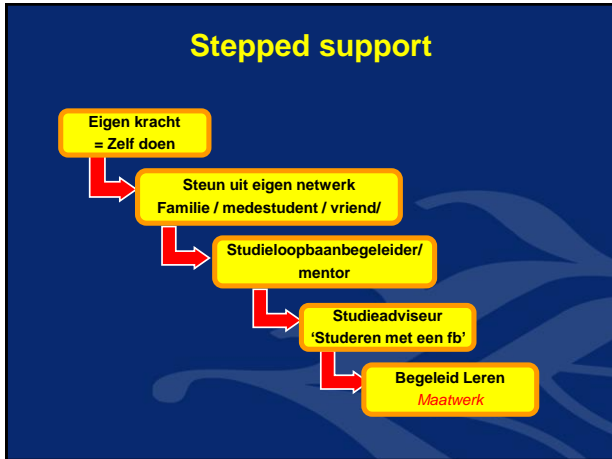 Stepped support
Eigen kracht
= Zelf doen
Steun uit eigen netwerk
Familie / medestudent / vriend/
Studieloopbaanbegeleider/
mentor
Studieadviseur
‘Studeren met een fb’
Begeleid Leren
Maatwerk